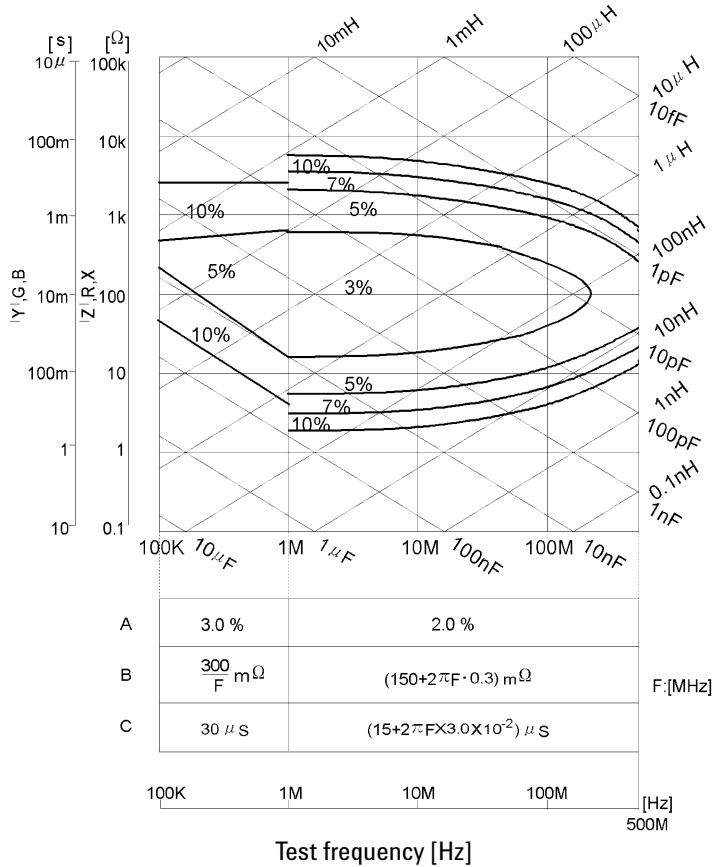 [s] [Ω]
10mH
1mH
100μH
10μ
100k
10μH
10fF
100m
10k
1μH
10%
7%
5%
10%
1m
1k
100nH
1pF
5%
3%
|Y|,G,B
|Z|,R,X
10m
100
10nH
10%
10pF
100m
10
5%
7%
10%
1nH
100pF
1
1
0.1nH
1nF
10
0.1
100K
10μF
1M
1μF
10M
100nF
100M
10nF
A 3.0 % 2.0 %
B 300/F mΩ (150+2πF·0.3) mΩ
F:[MHz]
C 30 μS (15+2πFX3.0X10⁻²) μS
100K 1M 10M 100M [Hz]
500M
Test frequency [Hz]